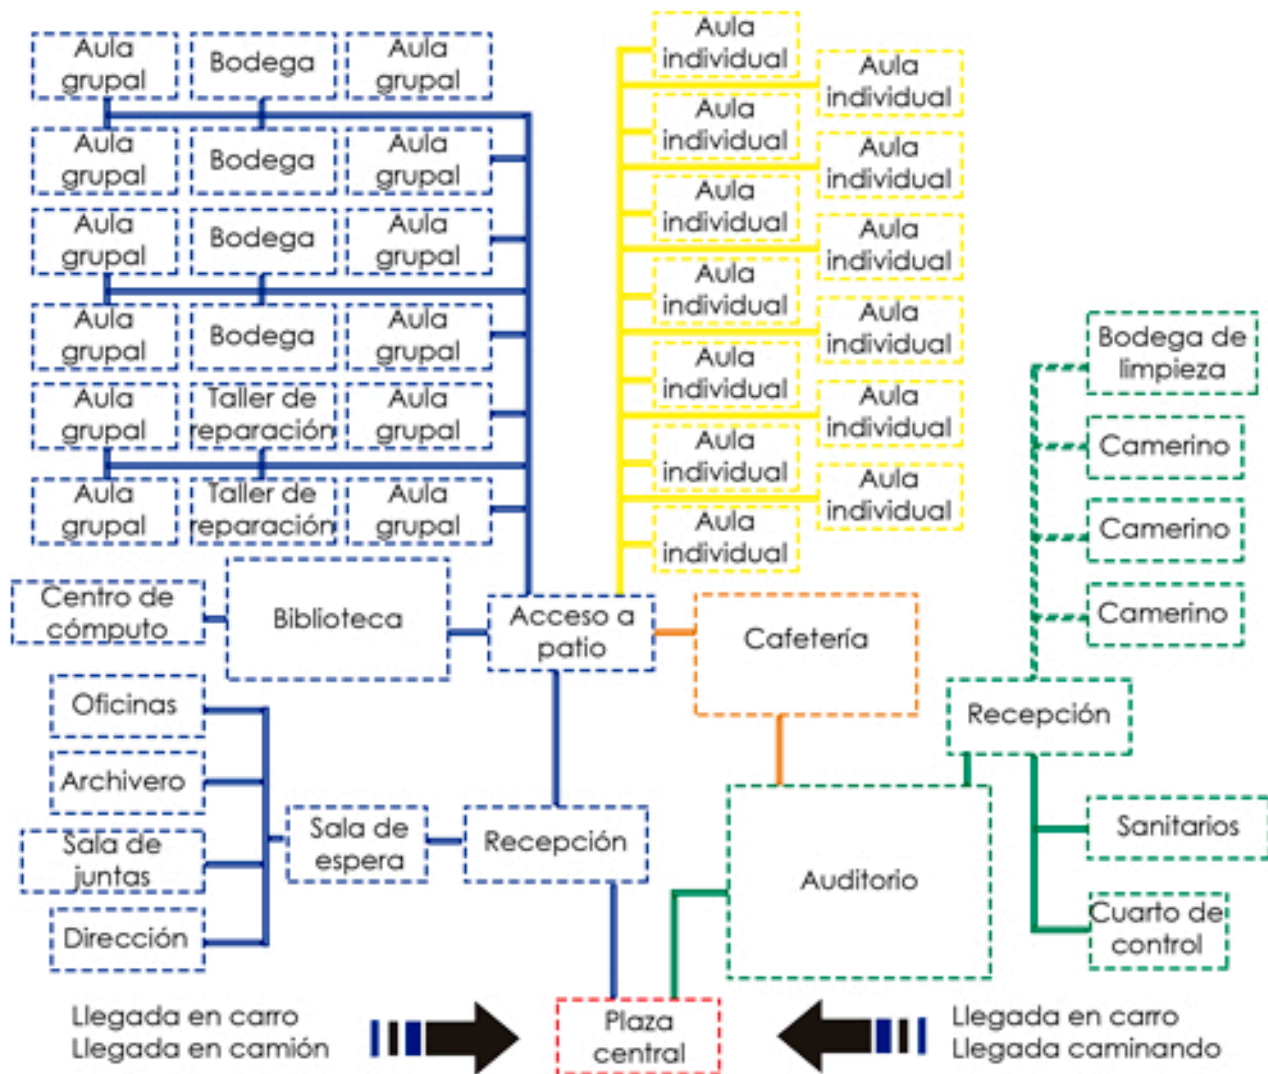 Aula
grupal
Bodega
Aula
grupal
Aula
grupal
Bodega
Aula
grupal
Aula
grupal
Bodega
Aula
grupal
Aula
grupal
Bodega
Aula
grupal
Aula
grupal
Taller de
reparación
Aula
grupal
Aula
grupal
Taller de
reparación
Aula
grupal
Aula
individual
Aula
individual
Aula
individual
Aula
individual
Aula
individual
Aula
individual
Aula
individual
Aula
individual
Aula
individual
Aula
individual
Aula
individual
Aula
individual
Aula
individual
Bodega de
limpieza
Camerino
Camerino
Camerino
Centro de
cómputo
Biblioteca
Acceso a
patio
Cafetería
Recepción
Oficinas
Archivero
Sala de
juntas
Dirección
Sala de
espera
Recepción
Auditorio
Sanitarios
Cuarto de
control
Llegada en carro
Llegada en camión
Plaza
central
Llegada en carro
Llegada caminando